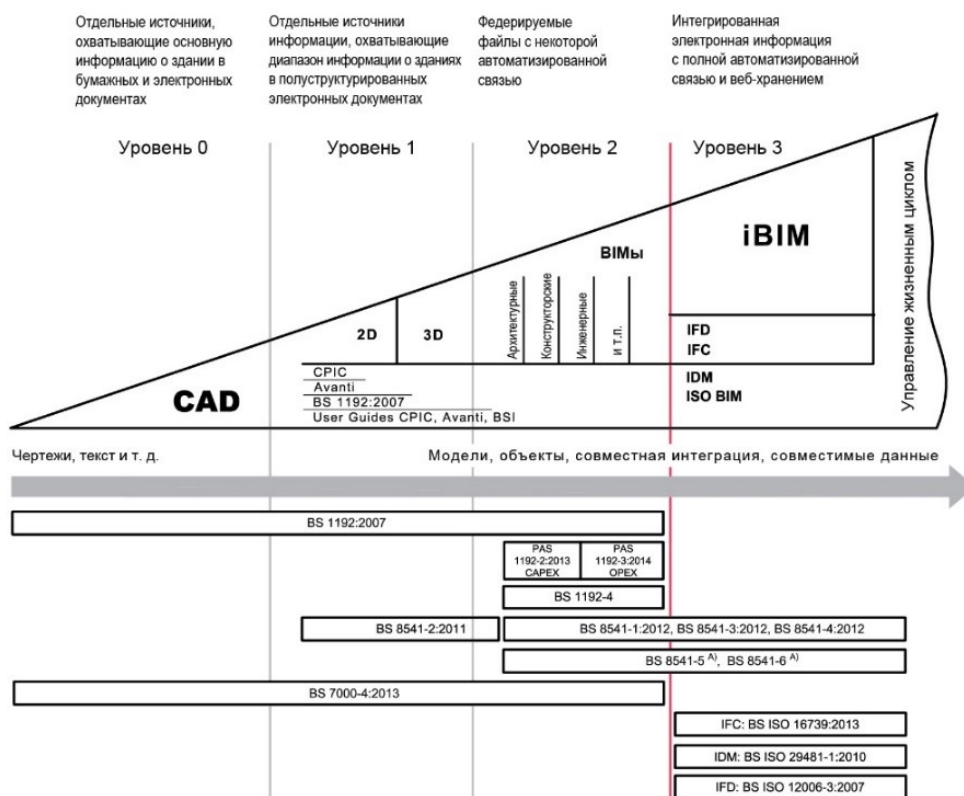 Отдельные источники,
охватывающие основную
информацию о здании в
бумажных и электронных
документах
Отдельные источники
информации, охватывающие
диапазон информации о зданиях
в полуструктурированных
электронных документах
Федерируемые
файлы с некоторой
автоматизированной
связью
Интегрированная
электронная информация
с полной автоматизированной
связью и веб-хранением
Уровень 0
Уровень 1
Уровень 2
Уровень 3
CAD
2D
3D
CPIC
Avanti
BS 1192:2007
User Guides CPIC, Avanti, BSI
BIMы
Архитектурные
Конструкторские
Инженерные
и т.п.
iBIM
IFD
IFC
IDM
ISO BIM
Управление жизненным циклом
Чертежи, текст и т. д.
Модели, объекты, совместная интеграция, совместимые данные
BS 1192:2007
PAS
1192-2:2013
CAPEX
PAS
1192-3:2014
OPEX
BS 1192-4
BS 8541-2:2011
BS 8541-1:2012, BS 8541-3:2012, BS 8541-4:2012
BS 8541-5 A), BS 8541-6 A)
BS 7000-4:2013
IFC: BS ISO 16739:2013
IDM: BS ISO 29481-1:2010
IFD: BS ISO 12006-3:2007